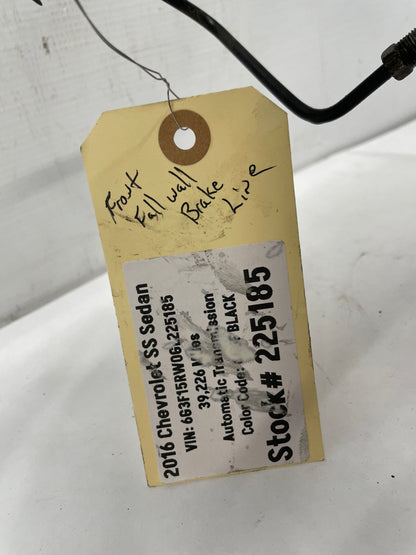 Front
Fall wall
Brake
Line
2016 Chevrolet SS Sedan
VIN: 6G3F15RW0GL225185
39,226 Miles
Automatic Transmission
Color Code: BLACK
Stock# 225185